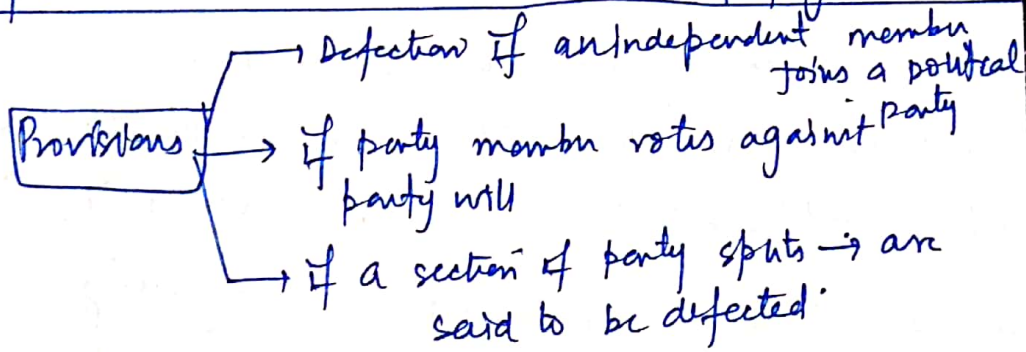 Defection if an Independent member
joins a political
party
Provisions
if party member votes against
party will
if a section of party splits → are
said to be defected.